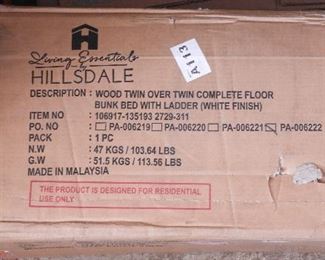 Living Essentials
by
HILLSDALE
A113
DESCRIPTION : WOOD TWIN OVER TWIN COMPLETE FLOOR
BUNK BED WITH LADDER (WHITE FINISH)
ITEM NO : 106917-135193 2729-311
PO. NO : PA-006219 PA-006220 PA-006221 PA-006222
PACK : 1 PC
N.W : 47 KGS / 103.64 LBS
G.W : 51.5 KGS / 113.56 LBS
MADE IN MALAYSIA
THE PRODUCT IS DESIGNED FOR RESIDENTIAL
USE ONLY